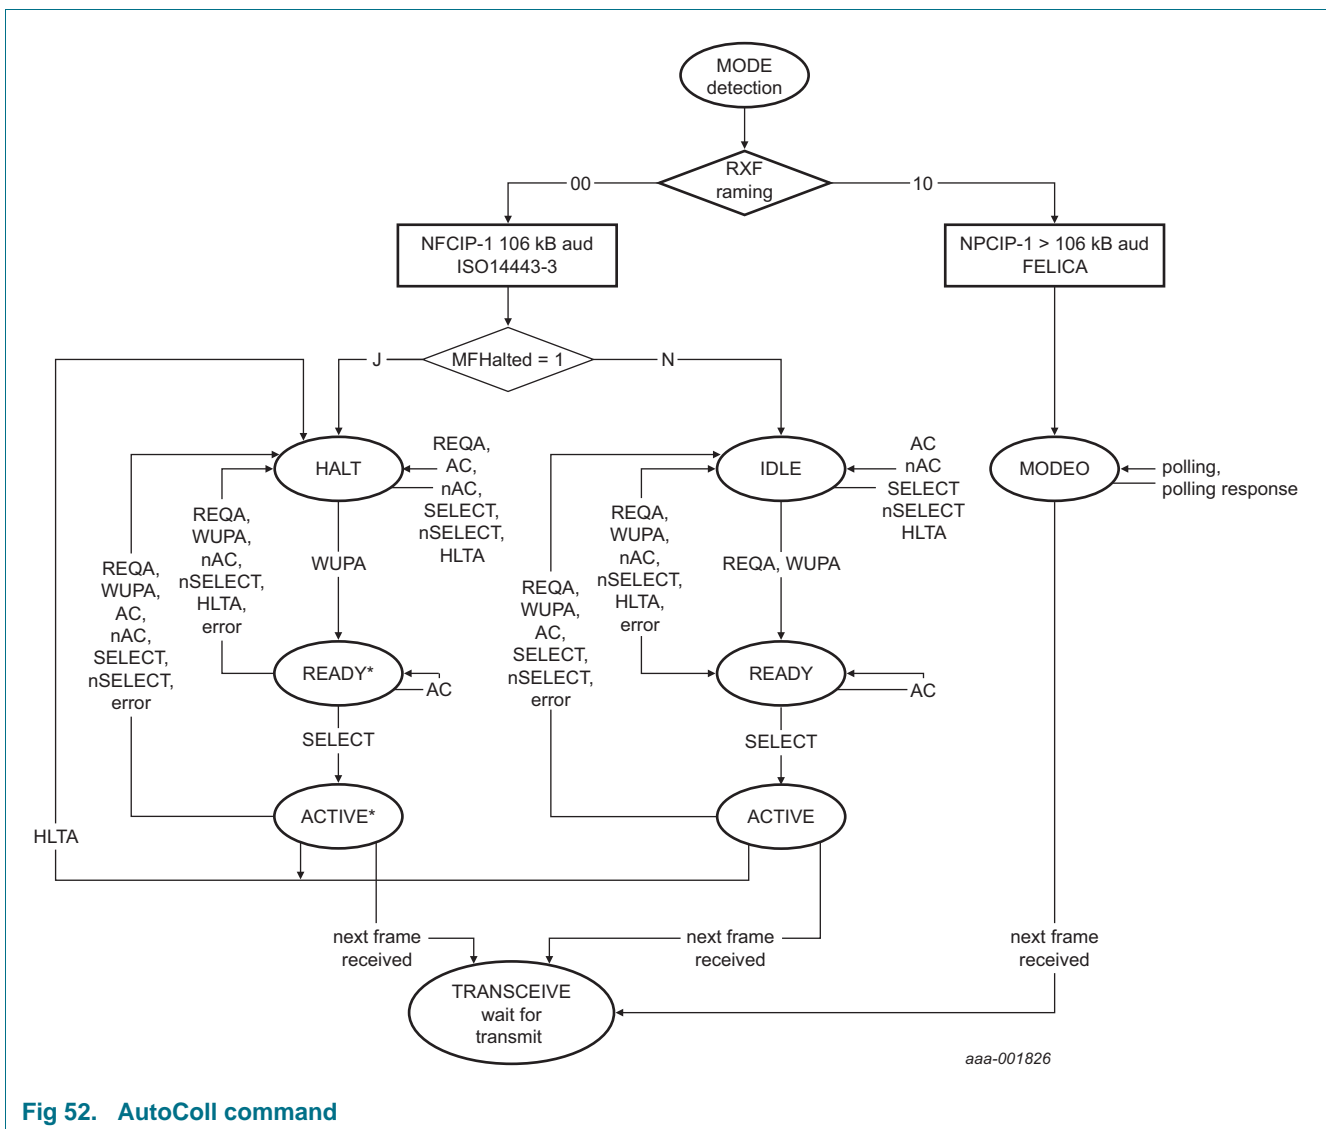 MODE
detection
RXF
raming
00
10
NFCIP-1 106 kB aud
ISO14443-3
NPCIP-1 > 106 kB aud
FELICA
J
MFHalted = 1
N
HALT
REQA,
AC,
nAC,
SELECT,
nSELECT,
HLTA
IDLE
AC
nAC
SELECT
nSELECT
HLTA
MODEO
polling,
polling response
REQA,
WUPA,
nAC,
nSELECT,
HLTA,
error
WUPA
REQA,
WUPA,
AC,
nAC,
SELECT,
nSELECT,
error
REQA,
WUPA,
nAC,
nSELECT,
HLTA,
error
REQA, WUPA
REQA,
WUPA,
AC,
SELECT,
nSELECT,
error
READY*
AC
READY
AC
SELECT
SELECT
ACTIVE*
ACTIVE
HLTA
next frame
received
next frame
received
next frame
received
TRANSCEIVE
wait for
transmit
aaa-001826
Fig 52. AutoColl command